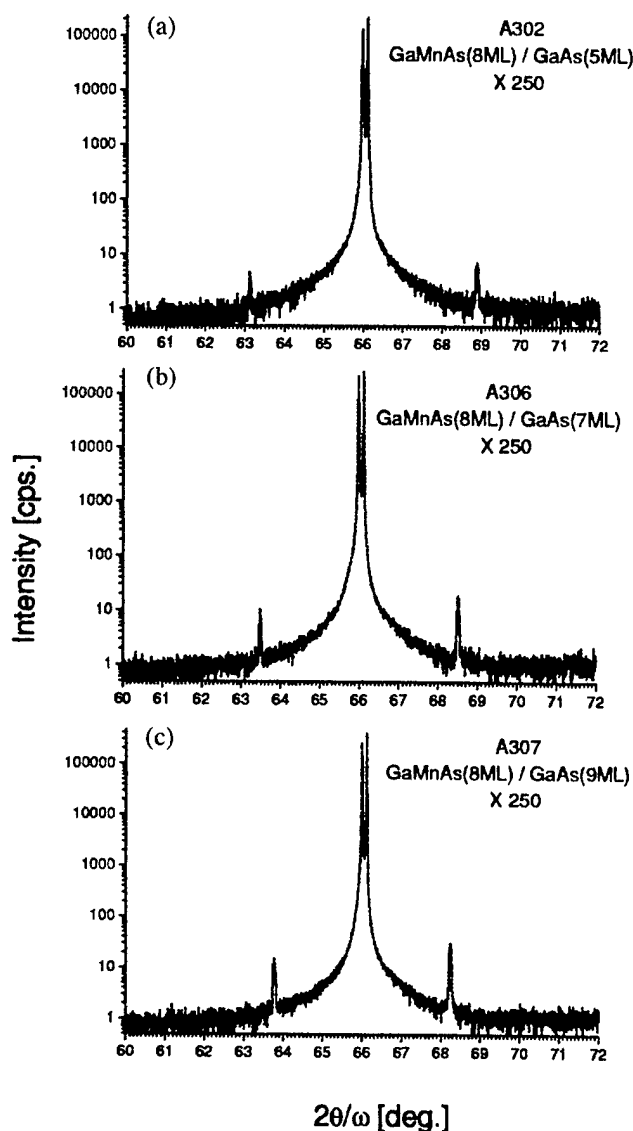 (a)
A302
GaMnAs(8ML) / GaAs(5ML)
X 250
100000
10000
1000
100
10
1
60 61 62 63 64 65 66 67 68 69 70 71 72
(b)
A306
GaMnAs(8ML) / GaAs(7ML)
X 250
100000
10000
1000
100
10
1
60 61 62 63 64 65 66 67 68 69 70 71 72
(c)
A307
GaMnAs(8ML) / GaAs(9ML)
X 250
100000
10000
1000
100
10
1
60 61 62 63 64 65 66 67 68 69 70 71 72
Intensity [cps.]
2θ/ω [deg.]